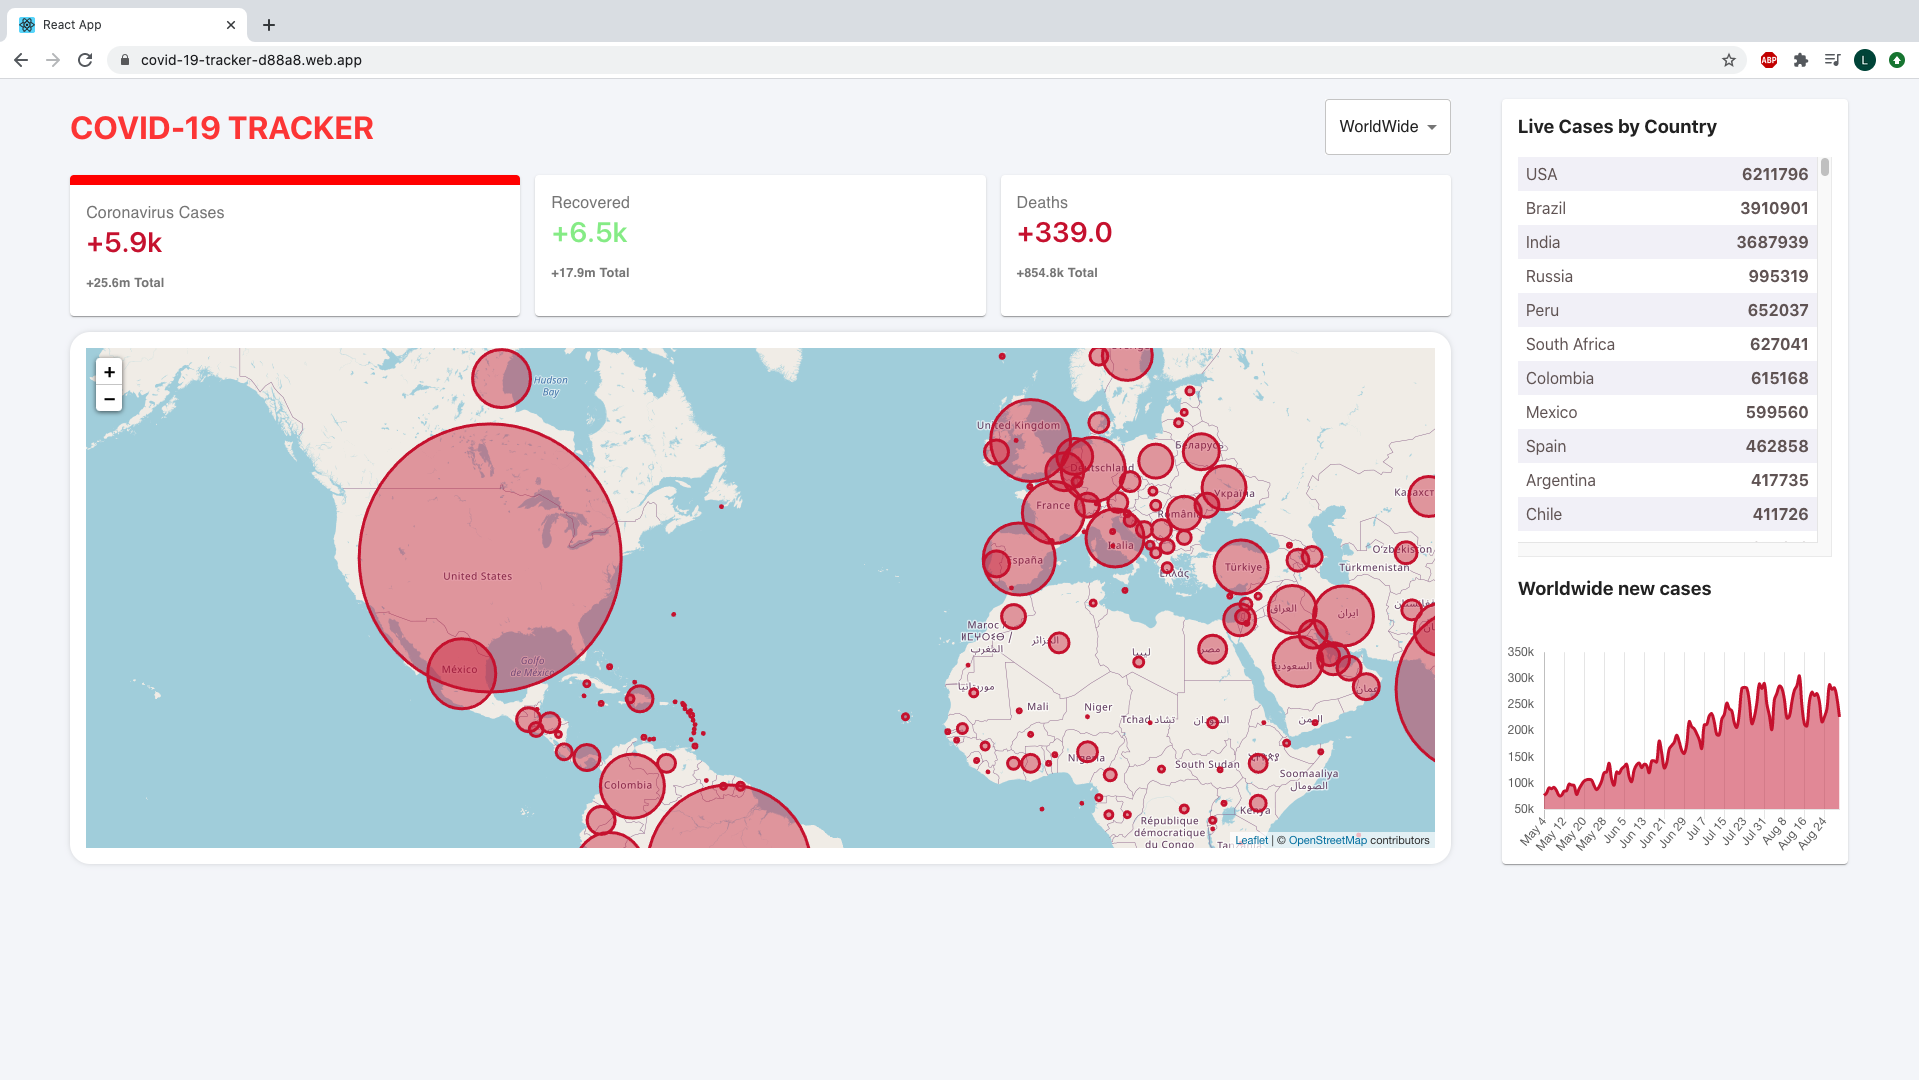 React App
covid-19-tracker-d88a8.web.app
ABP
L
COVID-19 TRACKER
WorldWide
Coronavirus Cases
+5.9k
+25.6m Total
Recovered
+6.5k
+17.9m Total
Deaths
+339.0
+854.8k Total
+
−
Hudson
Bay
United States
México
Golfo
de México
Colombia
United Kingdom
Deutschland
Беларусь
Україна
France
România
Italia
España
Ελλάς
Türkiye
Казахст
O'zbekiston
Türkmenistan
Maroc
المغرب
الجزائر
ليبيا
مصر
العراق
ایران
السعودية
عمان
موريتانيا
Mali
Niger
Tchad تشاد
السودان
اليمن
Nigeria
South Sudan
Soomaaliya
الصومال
Kenya
République
démocratique
du Congo
Leaflet | © OpenStreetMap contributors
Live Cases by Country
USA 6211796
Brazil 3910901
India 3687939
Russia 995319
Peru 652037
South Africa 627041
Colombia 615168
Mexico 599560
Spain 462858
Argentina 417735
Chile 411726
Worldwide new cases
350k
300k
250k
200k
150k
100k
50k
May 4
May 12
May 20
May 28
Jun 5
Jun 13
Jun 21
Jun 29
Jul 7
Jul 15
Jul 23
Jul 31
Aug 8
Aug 16
Aug 24